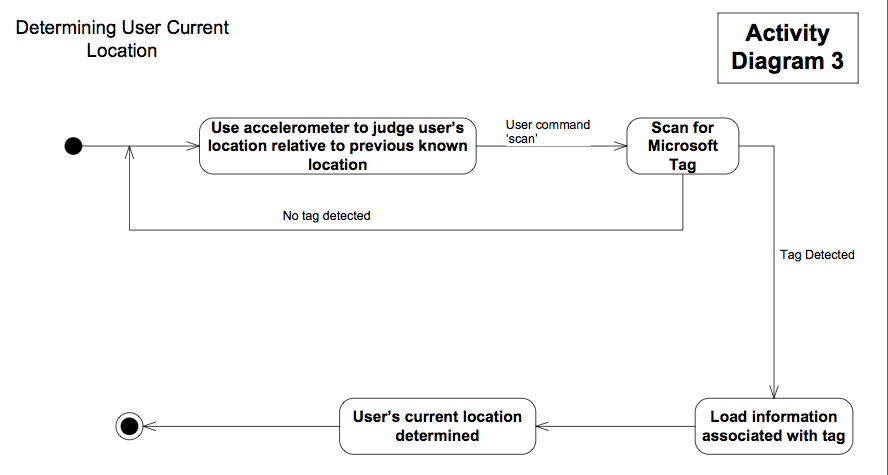 Determining User Current
Location
Activity
Diagram 3
Use accelerometer to judge user's
location relative to previous known
location
User command
'scan'
Scan for
Microsoft
Tag
No tag detected
Tag Detected
User's current location
determined
Load information
associated with tag